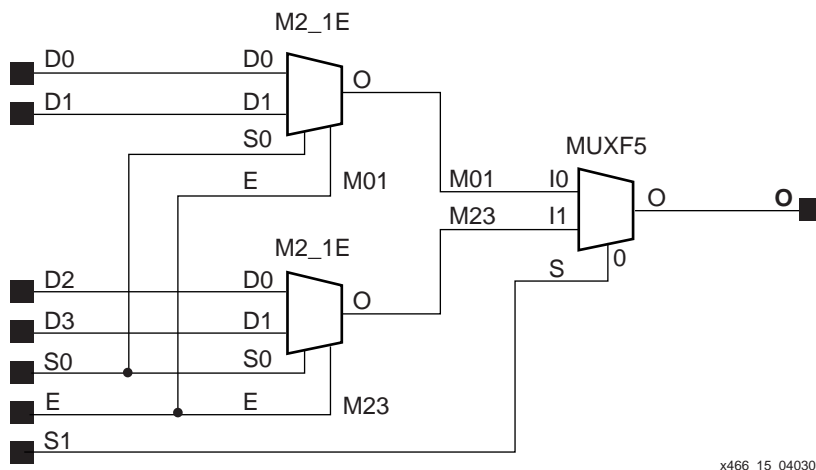 M2_1E
D0 D0 O
D1 D1
S0
E M01
MUXF5
M01 I0 O O
M23 I1
S 0
M2_1E
D2 D0 O
D3 D1
S0 S0
E E M23
S1
x466_15_04030